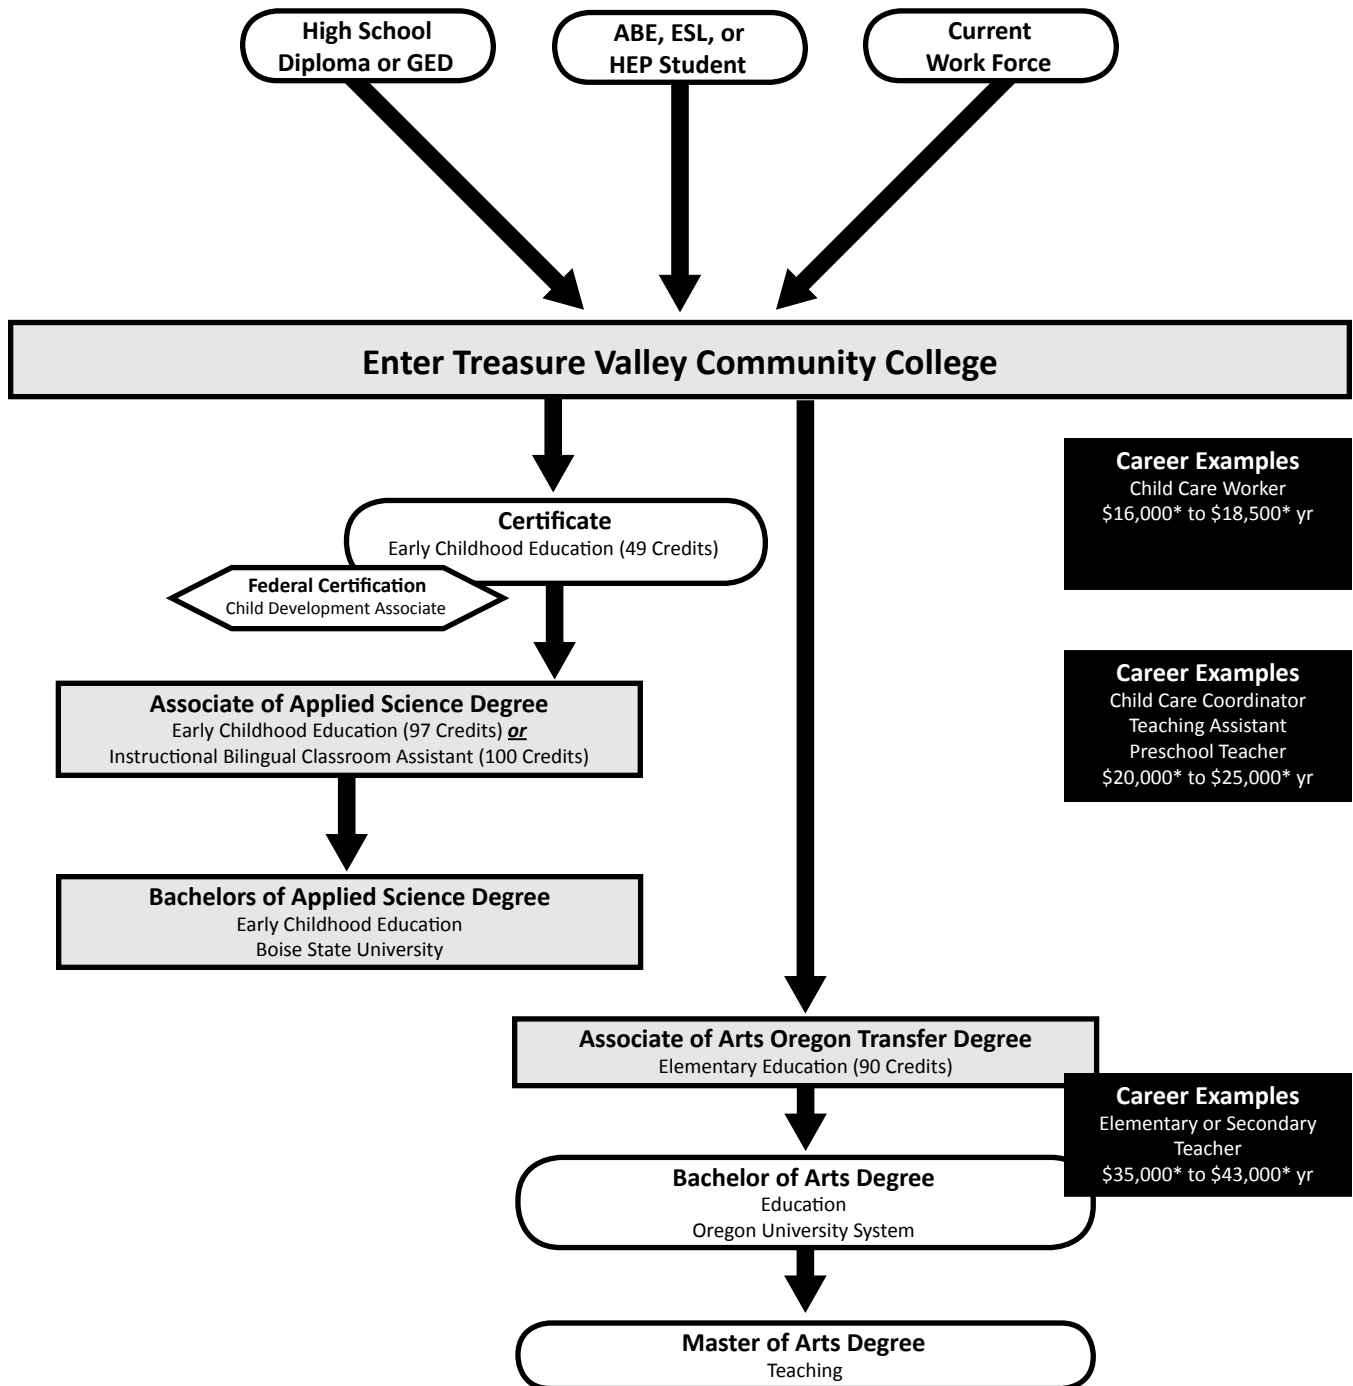 High School
Diploma or GED
ABE, ESL, or
HEP Student
Current
Work Force
Enter Treasure Valley Community College
Career Examples
Child Care Worker
$16,000* to $18,500* yr
Certificate
Early Childhood Education (49 Credits)
Federal Certification
Child Development Associate
Career Examples
Child Care Coordinator
Teaching Assistant
Preschool Teacher
$20,000* to $25,000* yr
Associate of Applied Science Degree
Early Childhood Education (97 Credits) or
Instructional Bilingual Classroom Assistant (100 Credits)
Bachelors of Applied Science Degree
Early Childhood Education
Boise State University
Associate of Arts Oregon Transfer Degree
Elementary Education (90 Credits)
Career Examples
Elementary or Secondary
Teacher
$35,000* to $43,000* yr
Bachelor of Arts Degree
Education
Oregon University System
Master of Arts Degree
Teaching